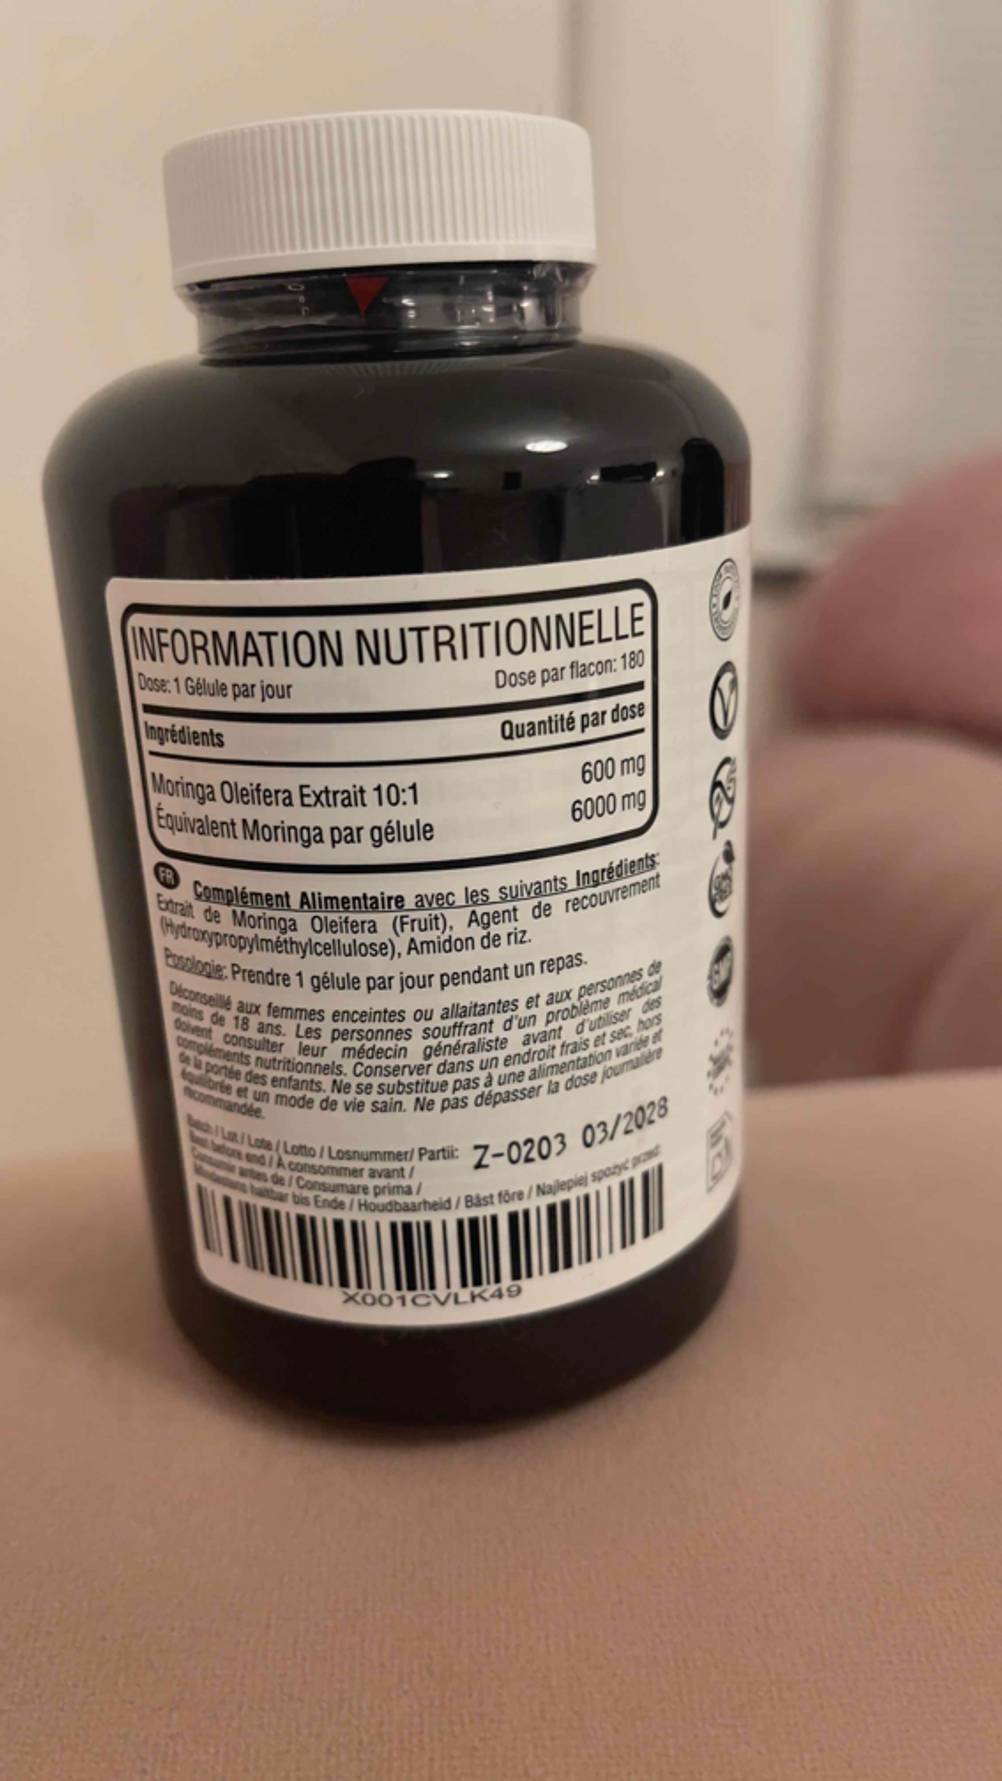 INFORMATION NUTRITIONNELLE
Dose: 1 Gélule par jour Dose par flacon: 180
Ingrédients Quantité par dose
Moringa Oleifera Extrait 10:1 600 mg
Équivalent Moringa par gélule 6000 mg
FR Complément Alimentaire avec les suivants Ingrédients:
Extrait de Moringa Oleifera (Fruit), Agent de recouvrement
(Hydroxypropylméthylcellulose), Amidon de riz.
Posologie: Prendre 1 gélule par jour pendant un repas.
Déconseillé aux femmes enceintes ou allaitantes et aux personnes de
moins de 18 ans. Les personnes souffrant d'un problème médical
doivent consulter leur médecin généraliste avant d'utiliser des
compléments nutritionnels. Conserver dans un endroit frais et sec, hors
de la portée des enfants. Ne se substitue pas à une alimentation variée et
équilibrée et un mode de vie sain. Ne pas dépasser la dose journalière
recommandée.
Batch / Lot / Lote / Lotto / Losnummer/ Partii: Z-0203 03/2028
Best before end / À consommer avant /
Consumir antes de / Consumare prima /
Mindestens haltbar bis Ende / Houdbaarheid / Bäst före / Najlepiej spożyć przed:
X001CVLK49
GMP